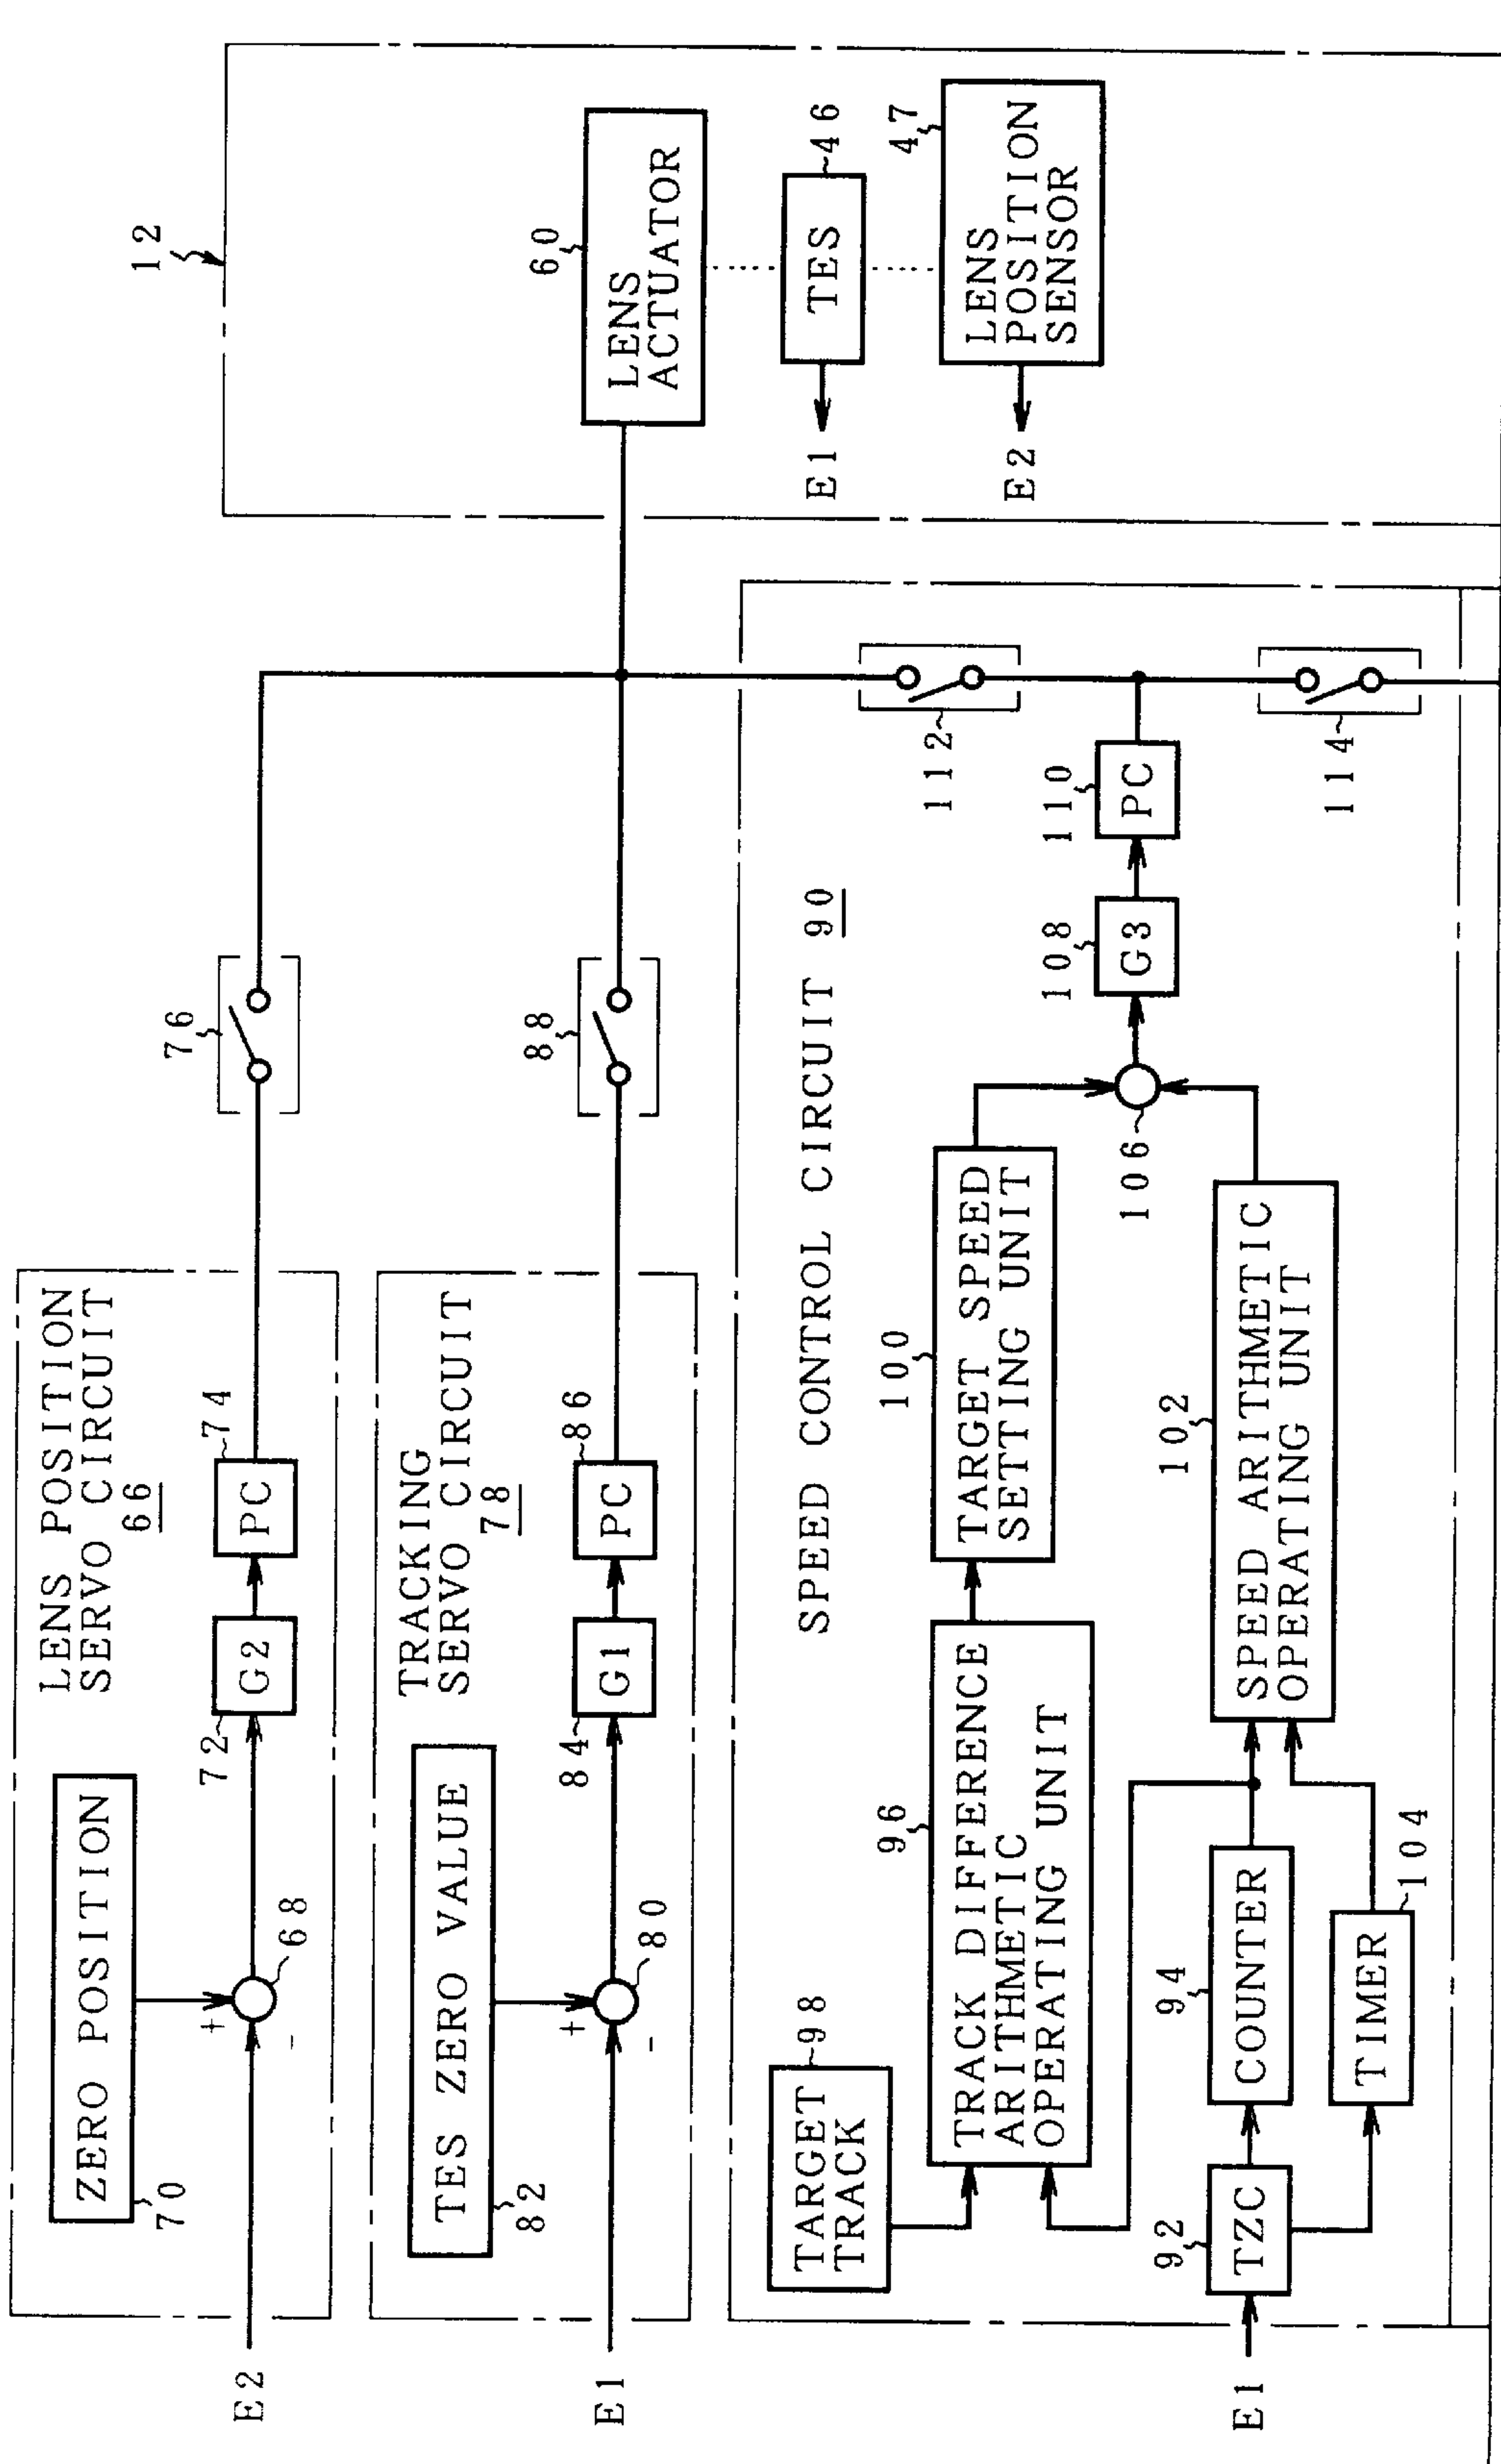 LENS POSITION
SERVO CIRCUIT
66
ZERO POSITION
70
+
-
68
72
G2
74
PC
76
E2
TRACKING
SERVO CIRCUIT
78
TES ZERO VALUE
82
+
-
80
84
G1
86
PC
88
E1
12
60
LENS
ACTUATOR
TES
46
E1
47
LENS
POSITION
SENSOR
E2
SPEED CONTROL CIRCUIT 90
TARGET
TRACK
98
96
TRACK DIFFERENCE
ARITHMETIC
OPERATING UNIT
100
TARGET SPEED
SETTING UNIT
106
108
G3
110
PC
112
114
E1
92
TZC
94
COUNTER
TIMER
104
102
SPEED ARITHMETIC
OPERATING UNIT